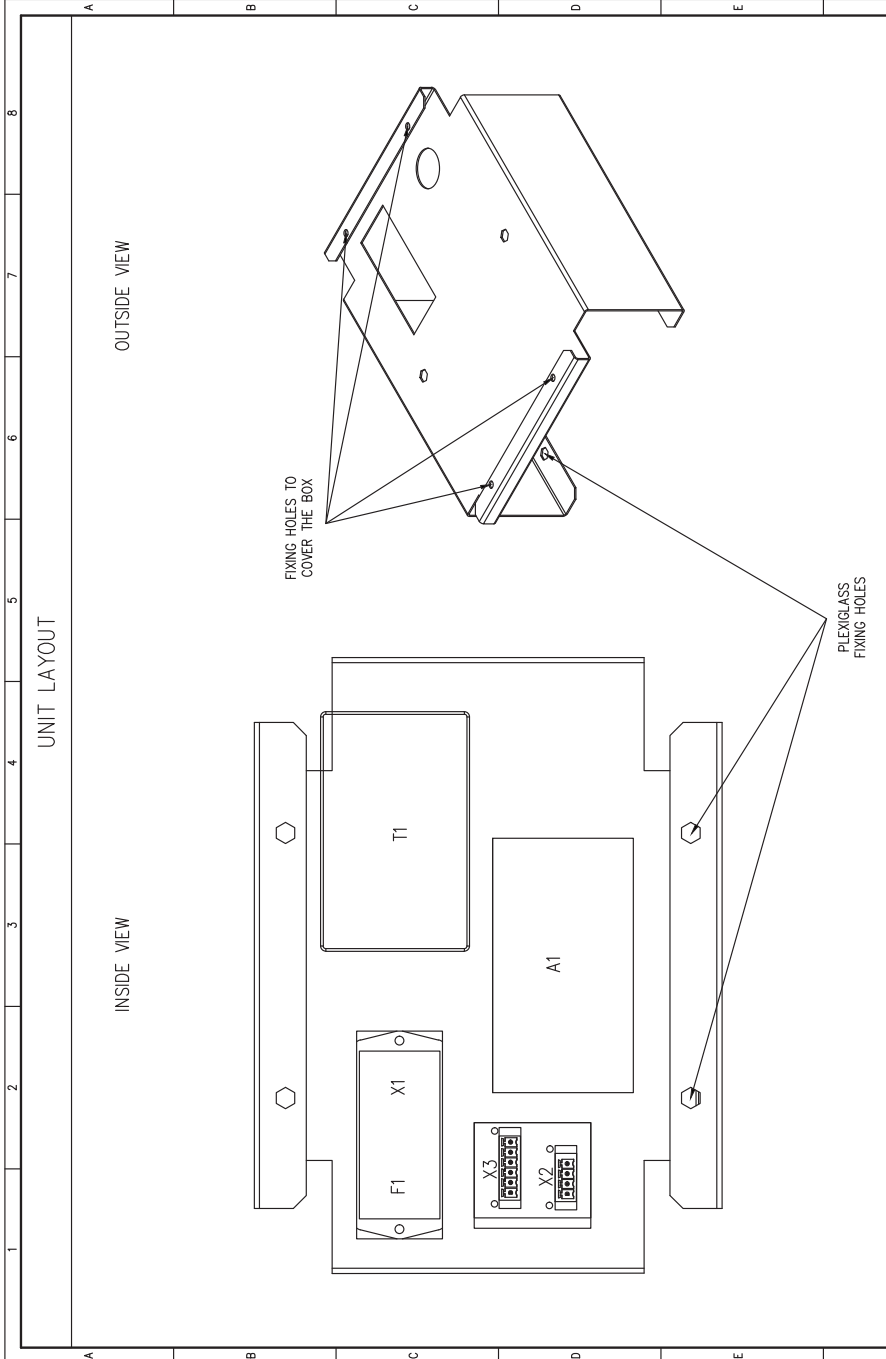 UNIT LAYOUT
1
2
3
4
5
6
7
8
A
B
C
D
E
A
B
C
D
E
INSIDE VIEW
OUTSIDE VIEW
F1
X1
T1
X3
X2
A1
FIXING HOLES TO
COVER THE BOX
PLEXIGLASS
FIXING HOLES